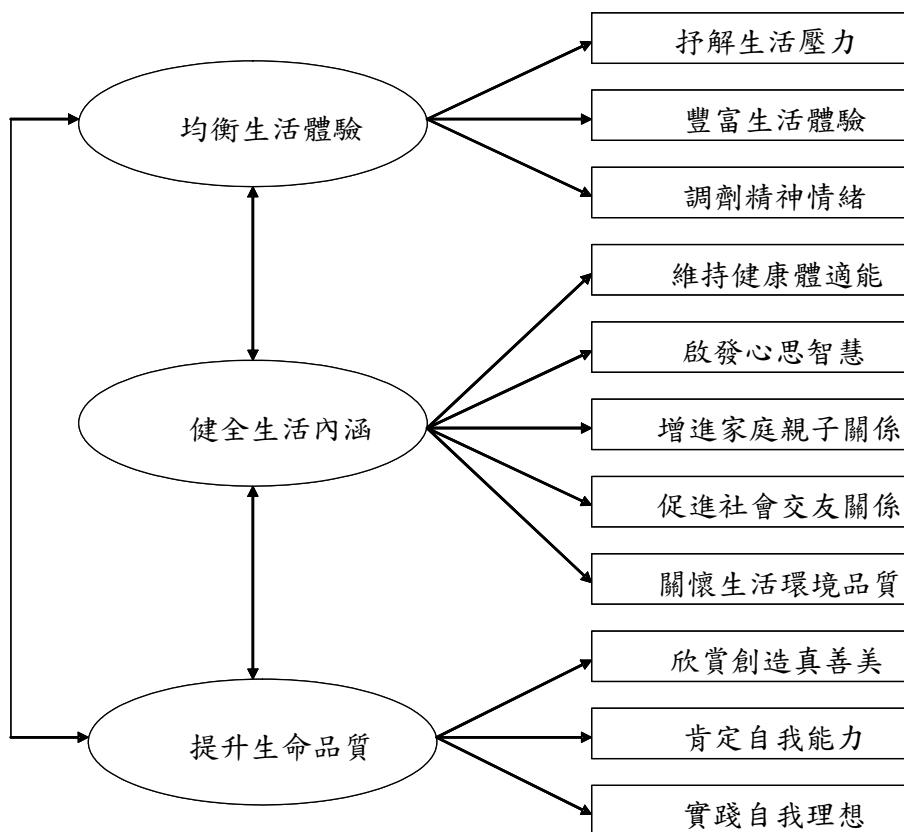 抒解生活壓力
均衡生活體驗
豐富生活體驗
調劑精神情緒
維持健康體適能
啟發心思智慧
健全生活內涵
增進家庭親子關係
促進社會交友關係
關懷生活環境品質
欣賞創造真善美
提升生命品質
肯定自我能力
實踐自我理想